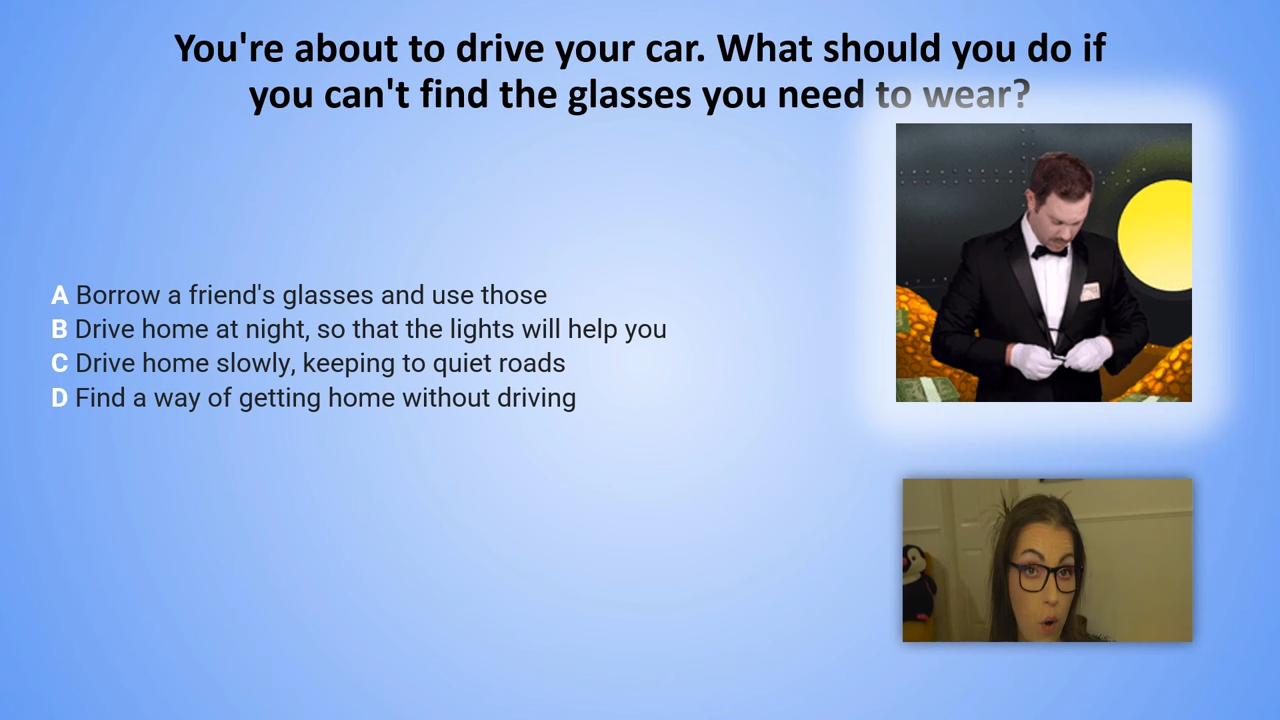 You're about to drive your car. What should you do if
you can't find the glasses you need to wear?
A Borrow a friend's glasses and use those
B Drive home at night, so that the lights will help you
C Drive home slowly, keeping to quiet roads
D Find a way of getting home without driving